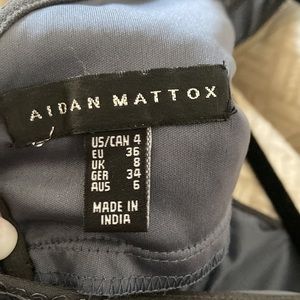 AIDAN MATTOX
US/CAN 4
EU 36
UK 8
GER 34
AUS 6
MADE IN
INDIA